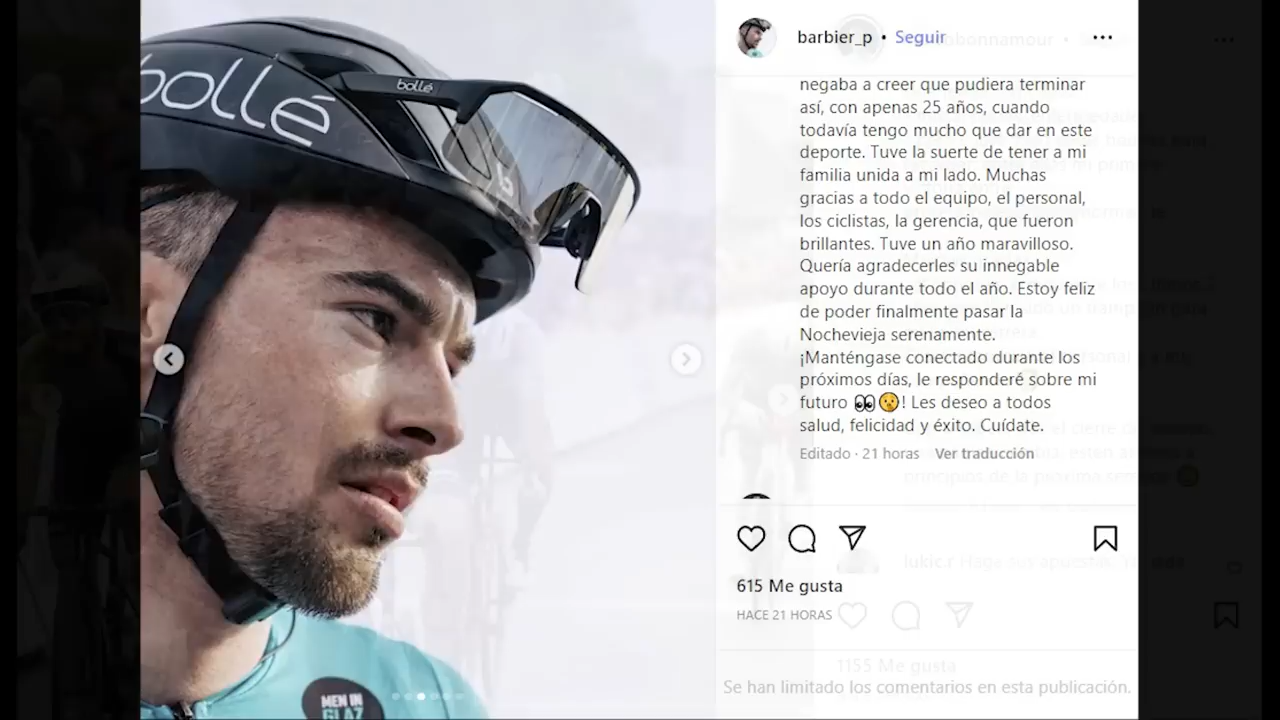 bollé
bollé
MEN IN
GLAZ
barbier_p • Seguir
negaba a creer que pudiera terminar
así, con apenas 25 años, cuando
todavía tengo mucho que dar en este
deporte. Tuve la suerte de tener a mi
familia unida a mi lado. Muchas
gracias a todo el equipo, el personal,
los ciclistas, la gerencia, que fueron
brillantes. Tuve un año maravilloso.
Quería agradecerles su innegable
apoyo durante todo el año. Estoy feliz
de poder finalmente pasar la
Nochevieja serenamente.
¡Manténgase conectado durante los
próximos días, le responderé sobre mi
futuro 👀🤫! Les deseo a todos
salud, felicidad y éxito. Cuídate.
Editado · 21 horas Ver traducción
615 Me gusta
HACE 21 HORAS
1155 Me gusta
Se han limitado los comentarios en esta publicación.